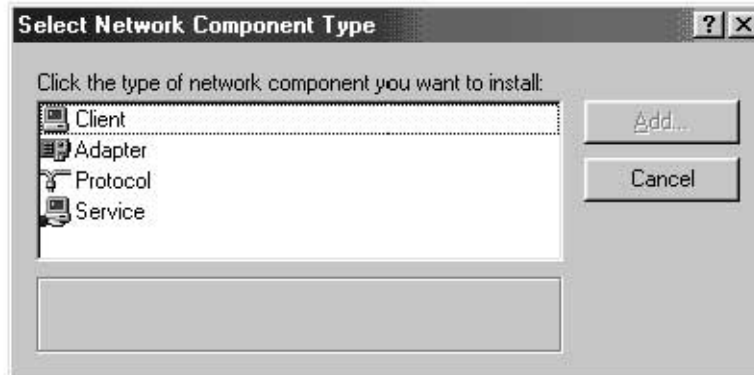 Select Network Component Type
Click the type of network component you want to install:
Client
Adapter
Protocol
Service
Add...
Cancel